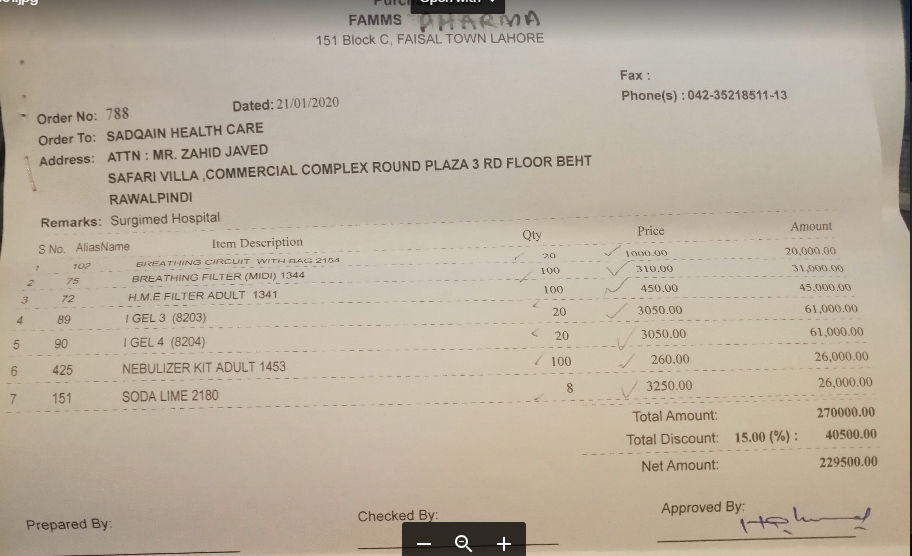 FAMMS PHARMA
151 Block C, FAISAL TOWN LAHORE
Fax :
Phone(s) : 042-35218511-13
Order No: 788 Dated: 21/01/2020
Order To: SADQAIN HEALTH CARE
Address: ATTN : MR. ZAHID JAVED
SAFARI VILLA ,COMMERCIAL COMPLEX ROUND PLAZA 3 RD FLOOR BEHT
RAWALPINDI
Remarks: Surgimed Hospital
S No. AliasName Item Description Qty Price Amount
1 102 BREATHING CIRCUIT WITH BAG 2154 20 1000.00 20,000.00
2 75 BREATHING FILTER (MIDI) 1344 100 310.00 31,000.00
3 72 H.M.E FILTER ADULT 1341 100 450.00 45,000.00
4 89 I GEL 3 (8203) 20 3050.00 61,000.00
5 90 I GEL 4 (8204) 20 3050.00 61,000.00
6 425 NEBULIZER KIT ADULT 1453 100 260.00 26,000.00
7 151 SODA LIME 2180 8 3250.00 26,000.00
Total Amount: 270000.00
Total Discount: 15.00 (%) : 40500.00
Net Amount: 229500.00
Prepared By: Checked By: Approved By: